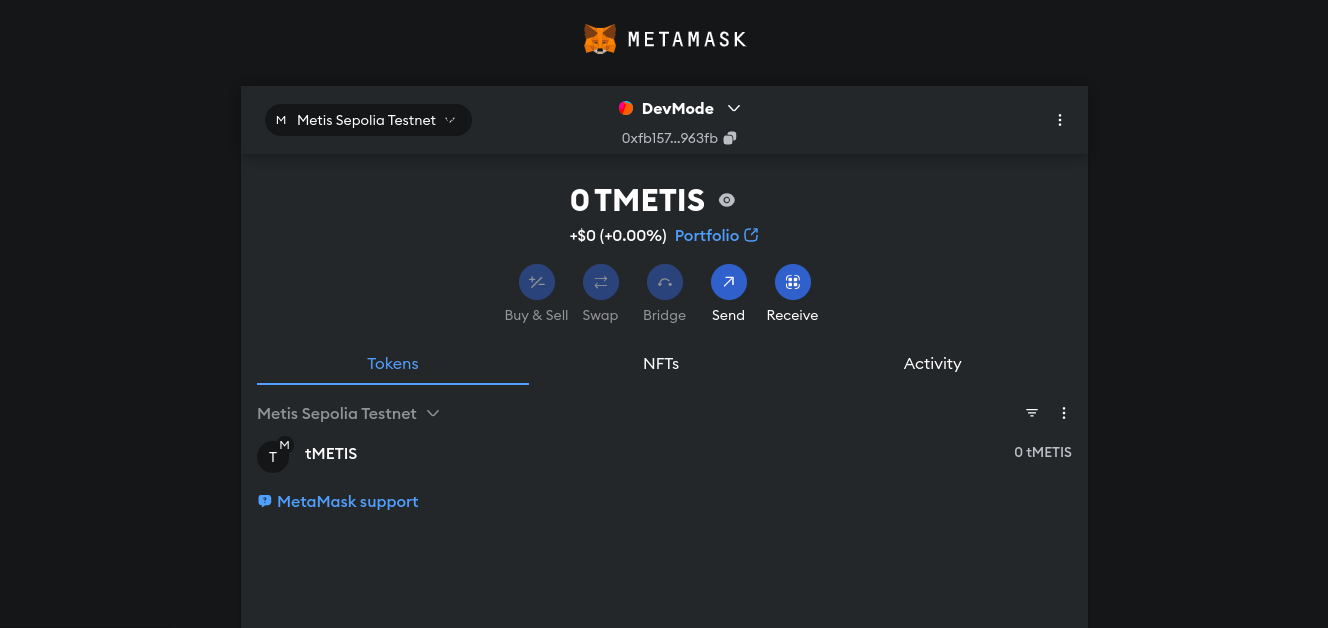 METAMASK
M Metis Sepolia Testnet
DevMode
0xfb157...963fb
0 TMETIS
+$0 (+0.00%) Portfolio
Buy & Sell Swap Bridge Send Receive
Tokens NFTs Activity
Metis Sepolia Testnet
T M tMETIS 0 tMETIS
MetaMask support